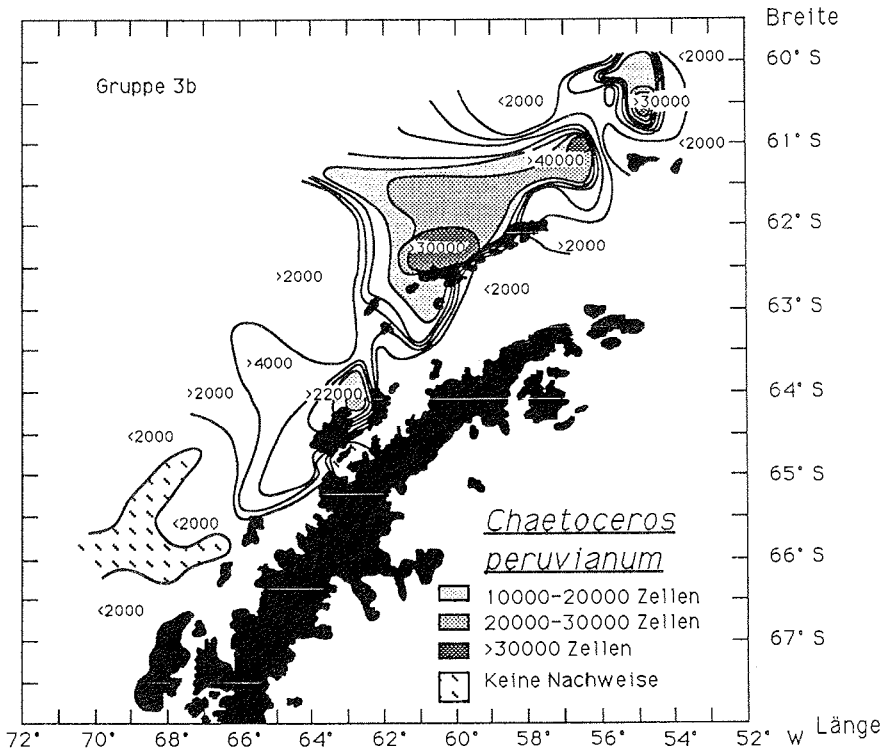 Breite
60° S
<2000
Gruppe 3b
<2000
>30000
61° S
<2000
>40000
62° S
>30000
>2000
>2000
<2000
63° S
>4000
>2000
>22000
64° S
<2000
65° S
<2000
Chaetoceros
peruvianum
66° S
10000-20000 Zellen
<2000
20000-30000 Zellen
67° S
>30000 Zellen
Keine Nachweise
72° 70° 68° 66° 64° 62° 60° 58° 56° 54° 52° W Länge